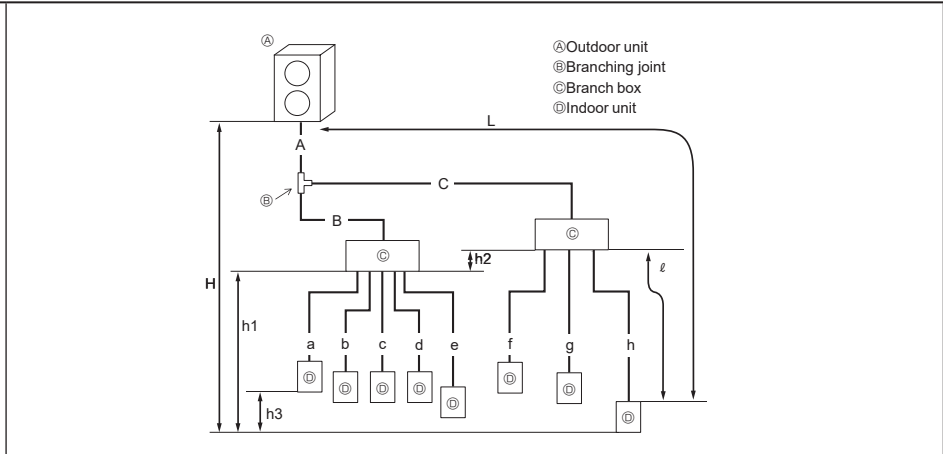 Ⓐ
ⒶOutdoor unit
ⒷBranching joint
ⒸBranch box
ⒹIndoor unit
L
A
C
Ⓑ
B
Ⓒ
Ⓒ
h2
ℓ
H
h1
a
b
c
d
e
f
g
h
Ⓓ
Ⓓ
Ⓓ
Ⓓ
Ⓓ
Ⓓ
Ⓓ
Ⓓ
h3